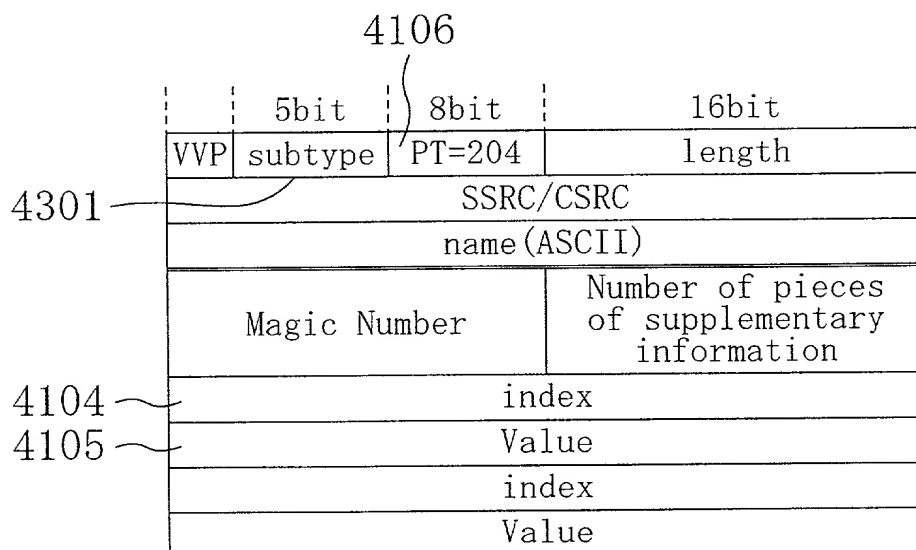 4106
5bit 8bit 16bit
VVP subtype PT=204 length
4301
SSRC/CSRC
name(ASCII)
Magic Number
Number of pieces
of supplementary
information
4104
index
4105
Value
index
Value